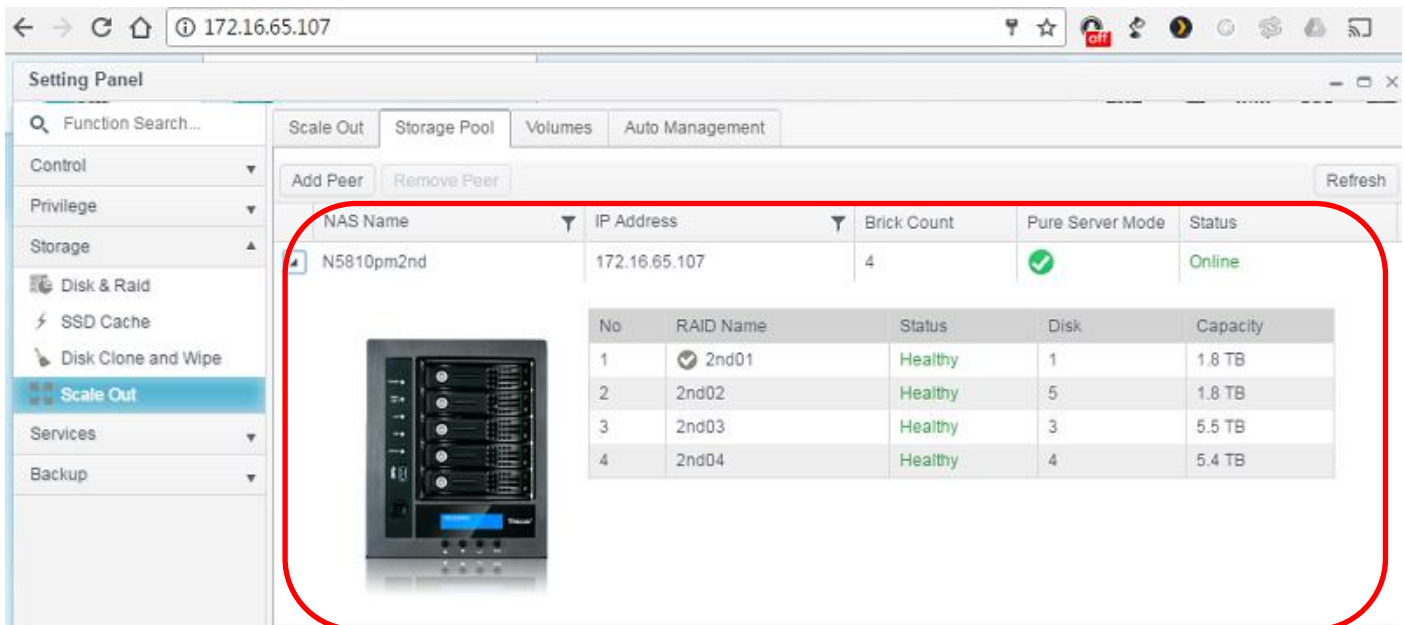 172.16.65.107
off
Setting Panel
Function Search...
Scale Out Storage Pool Volumes Auto Management
Control
Add Peer Remove Peer Refresh
Privilege
NAS Name IP Address Brick Count Pure Server Mode Status
Storage
N5810pm2nd 172.16.65.107 4 Online
Disk & Raid
SSD Cache
Disk Clone and Wipe
Scale Out
Services
Backup
No RAID Name Status Disk Capacity
1 2nd01 Healthy 1 1.8 TB
2 2nd02 Healthy 5 1.8 TB
3 2nd03 Healthy 3 5.5 TB
4 2nd04 Healthy 4 5.4 TB
Thecus